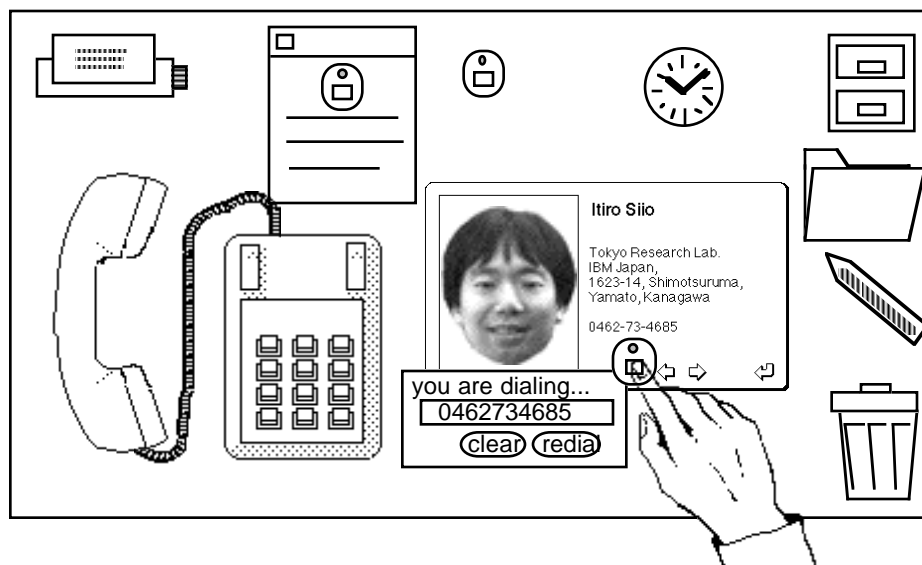 Itiro Siio
Tokyo Research Lab.
IBM Japan,
1623-14, Shimotsuruma,
Yamato, Kanagawa
0462-73-4685
you are dialing...
0462734685
clear redial